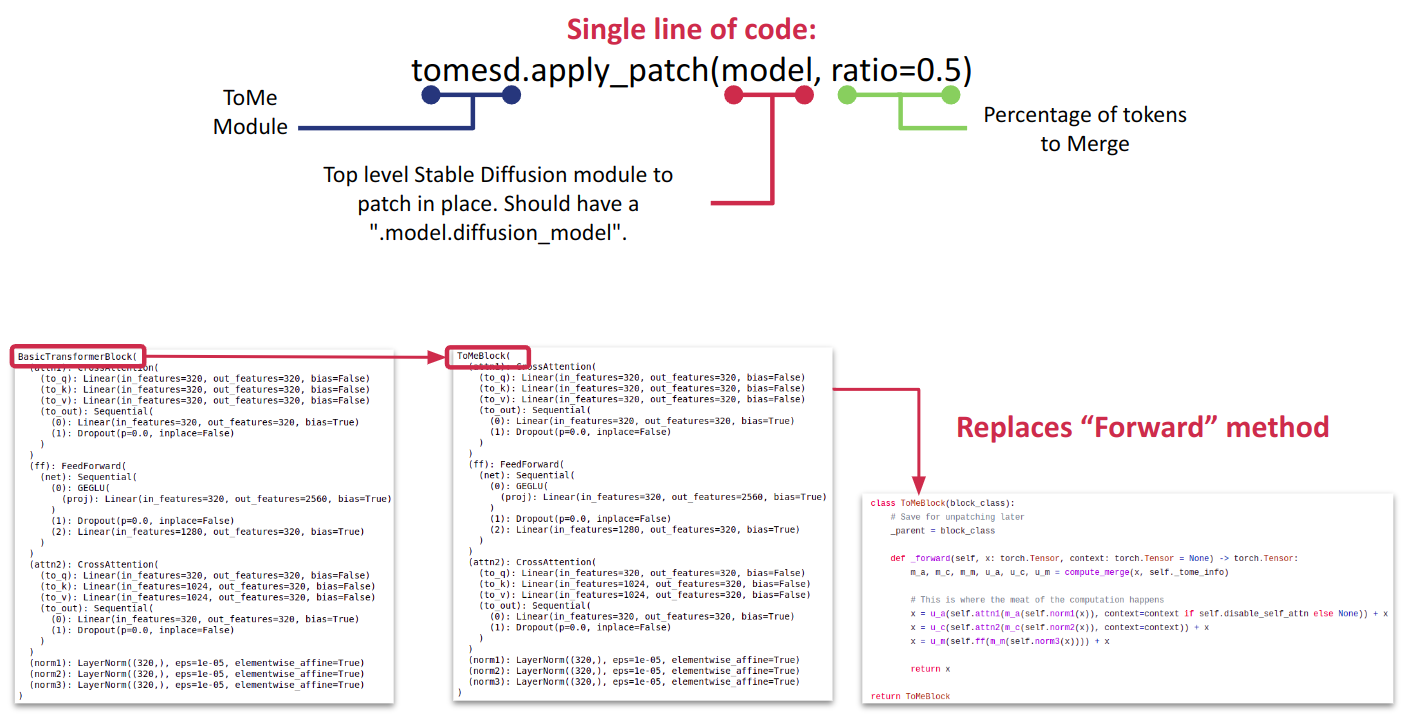 Single line of code:
tomesd.apply_patch(model, ratio=0.5)
ToMe
Module
Percentage of tokens
to Merge
Top level Stable Diffusion module to
patch in place. Should have a
".model.diffusion_model".
BasicTransformerBlock(
(attn1): CrossAttention(
(to_q): Linear(in_features=320, out_features=320, bias=False)
(to_k): Linear(in_features=320, out_features=320, bias=False)
(to_v): Linear(in_features=320, out_features=320, bias=False)
(to_out): Sequential(
(0): Linear(in_features=320, out_features=320, bias=True)
(1): Dropout(p=0.0, inplace=False)
)
)
(ff): FeedForward(
(net): Sequential(
(0): GEGLU(
(proj): Linear(in_features=320, out_features=2560, bias=True)
)
(1): Dropout(p=0.0, inplace=False)
(2): Linear(in_features=1280, out_features=320, bias=True)
)
)
(attn2): CrossAttention(
(to_q): Linear(in_features=320, out_features=320, bias=False)
(to_k): Linear(in_features=1024, out_features=320, bias=False)
(to_v): Linear(in_features=1024, out_features=320, bias=False)
(to_out): Sequential(
(0): Linear(in_features=320, out_features=320, bias=True)
(1): Dropout(p=0.0, inplace=False)
)
)
(norm1): LayerNorm((320,), eps=1e-05, elementwise_affine=True)
(norm2): LayerNorm((320,), eps=1e-05, elementwise_affine=True)
(norm3): LayerNorm((320,), eps=1e-05, elementwise_affine=True)
)
ToMeBlock(
(attn1): CrossAttention(
(to_q): Linear(in_features=320, out_features=320, bias=False)
(to_k): Linear(in_features=320, out_features=320, bias=False)
(to_v): Linear(in_features=320, out_features=320, bias=False)
(to_out): Sequential(
(0): Linear(in_features=320, out_features=320, bias=True)
(1): Dropout(p=0.0, inplace=False)
)
)
(ff): FeedForward(
(net): Sequential(
(0): GEGLU(
(proj): Linear(in_features=320, out_features=2560, bias=True)
)
(1): Dropout(p=0.0, inplace=False)
(2): Linear(in_features=1280, out_features=320, bias=True)
)
)
(attn2): CrossAttention(
(to_q): Linear(in_features=320, out_features=320, bias=False)
(to_k): Linear(in_features=1024, out_features=320, bias=False)
(to_v): Linear(in_features=1024, out_features=320, bias=False)
(to_out): Sequential(
(0): Linear(in_features=320, out_features=320, bias=True)
(1): Dropout(p=0.0, inplace=False)
)
)
(norm1): LayerNorm((320,), eps=1e-05, elementwise_affine=True)
(norm2): LayerNorm((320,), eps=1e-05, elementwise_affine=True)
(norm3): LayerNorm((320,), eps=1e-05, elementwise_affine=True)
)
Replaces “Forward” method
class ToMeBlock(block_class):
# Save for unpatching later
_parent = block_class
def _forward(self, x: torch.Tensor, context: torch.Tensor = None) -> torch.Tensor:
m_a, m_c, m_m, u_a, u_c, u_m = compute_merge(x, self._tome_info)
# This is where the meat of the computation happens
x = u_a(self.attn1(m_a(self.norm1(x)), context=context if self.disable_self_attn else None)) + x
x = u_c(self.attn2(m_c(self.norm2(x)), context=context)) + x
x = u_m(self.ff(m_m(self.norm3(x)))) + x
return x
return ToMeBlock